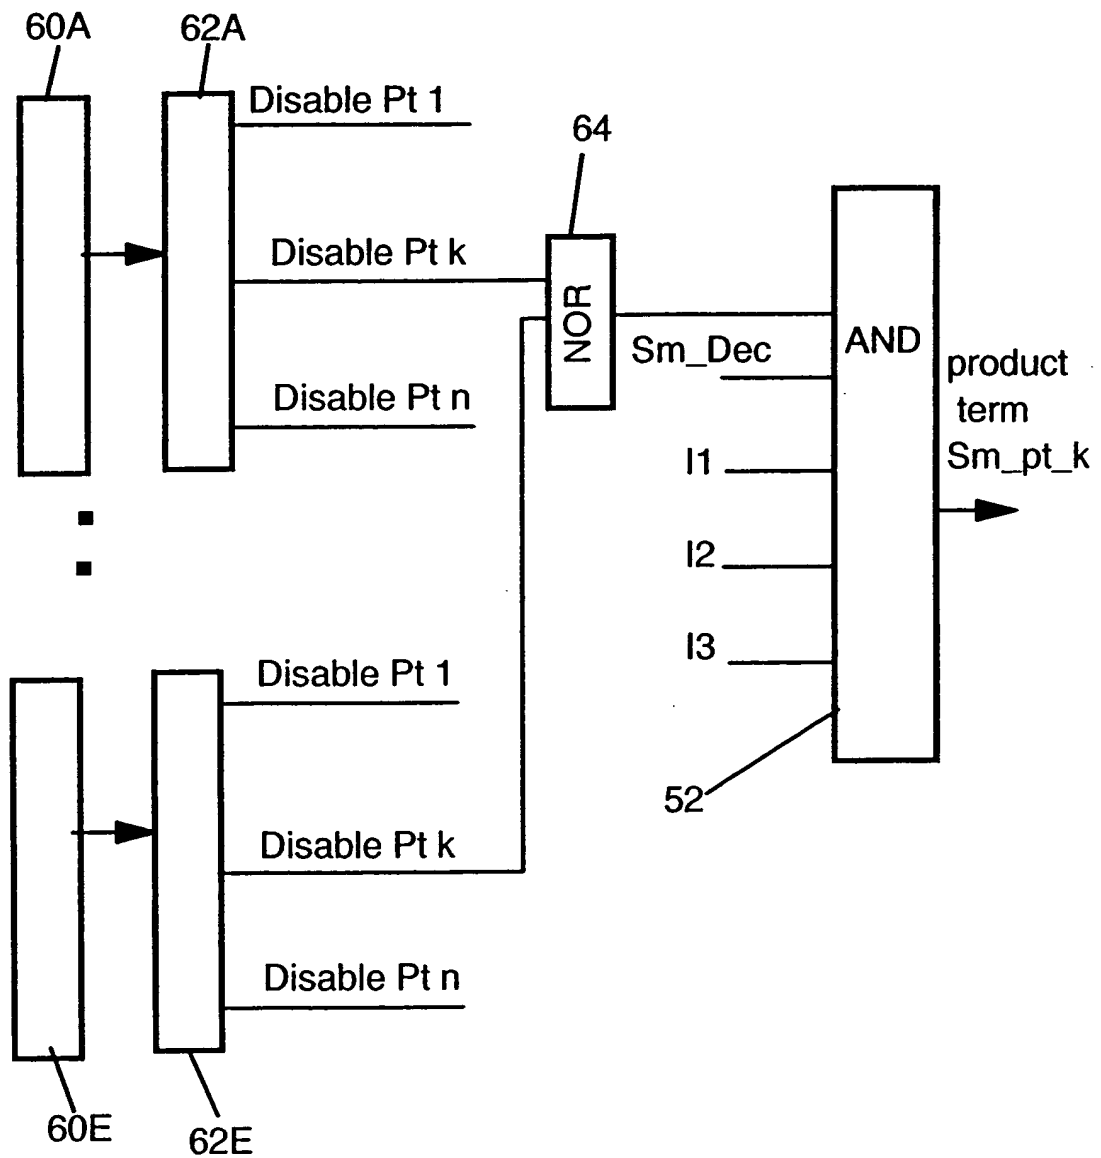 60A
62A
Disable Pt 1
64
Disable Pt k
NOR
Sm_Dec
AND
product
term
Sm_pt_k
Disable Pt n
I1
I2
I3
Disable Pt 1
52
Disable Pt k
Disable Pt n
60E
62E